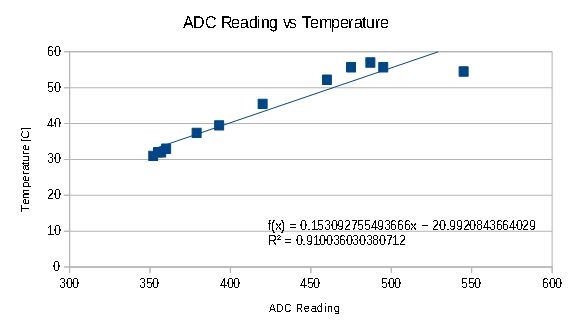 ADC Reading vs Temperature
60
50
40
30
20
10
0
300 350 400 450 500 550 600
Temperature [C]
ADC Reading
f(x) = 0.153092755493666x − 20.9920843664029
R² = 0.910036030380712